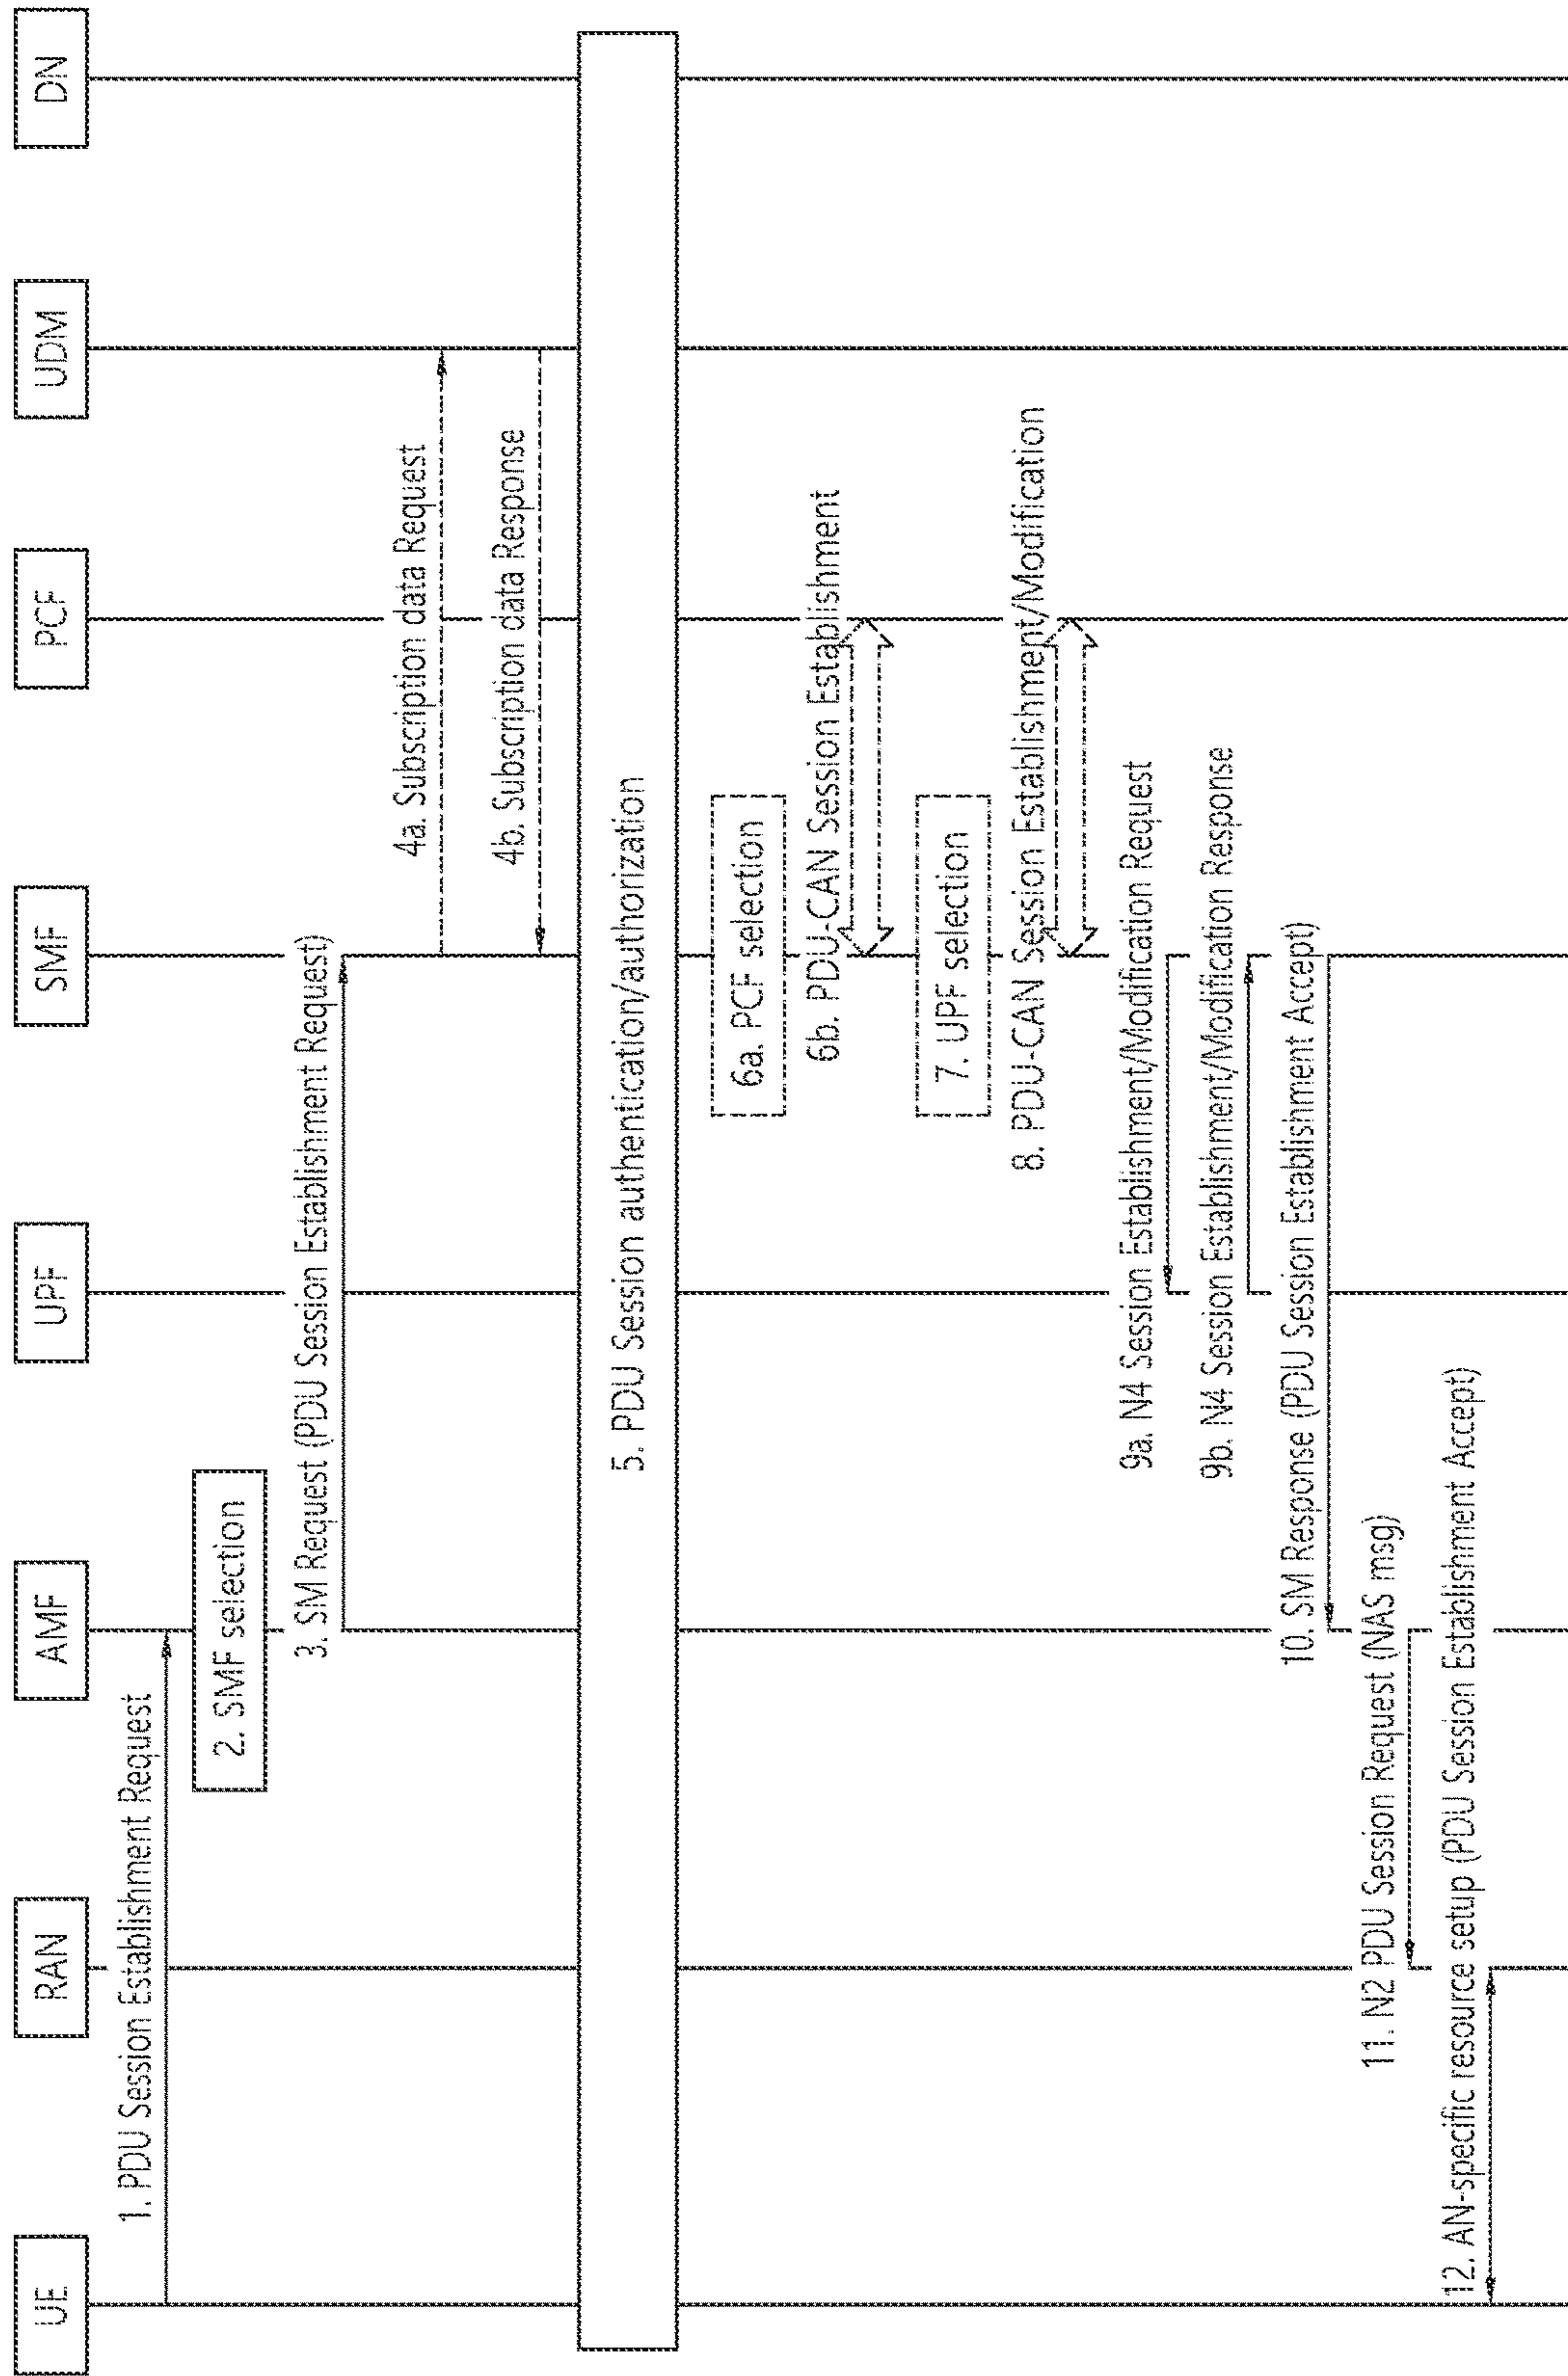 UE
RAN
AMF
UPF
SMF
PCF
UDM
DN
1. PDU Session Establishment Request
2. SMF selection
3. SM Request (PDU Session Establishment Request)
4a. Subscription data Request
4b. Subscription data Response
5. PDU Session authentication/authorization
6a. PCF selection
6b. PDU-CAN Session Establishment
7. UPF selection
8. PDU-CAN Session Establishment/Modification
9a. N4 Session Establishment/Modification Request
9b. N4 Session Establishment/Modification Response
10. SM Response (PDU Session Establishment Accept)
11. N2 PDU Session Request (NAS msg)
12. AN-specific resource setup (PDU Session Establishment Accept)